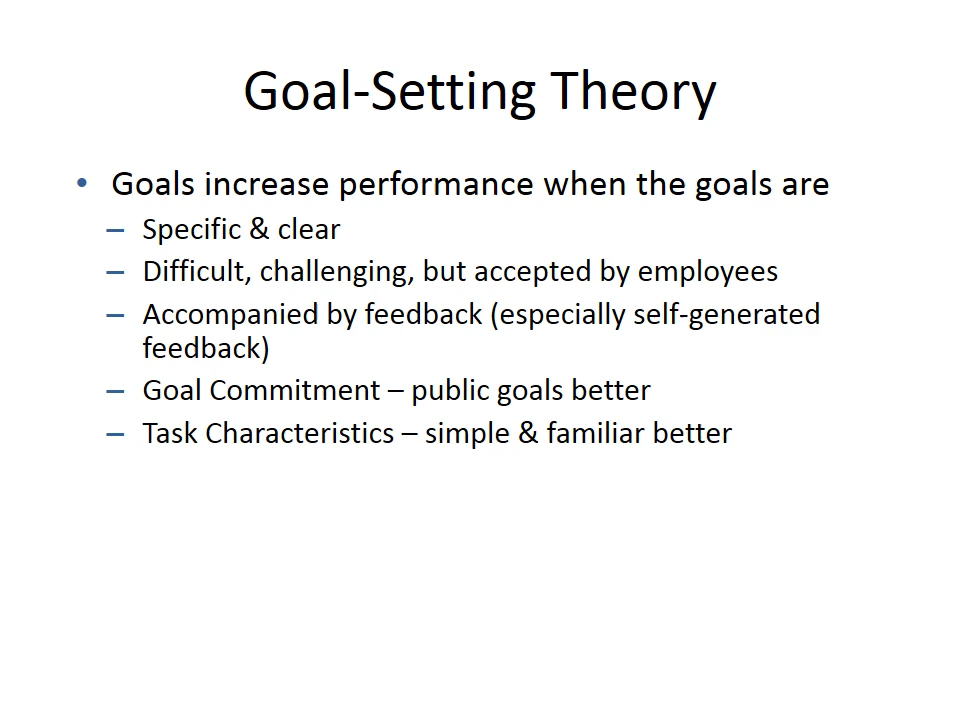 Goal-Setting Theory
• Goals increase performance when the goals are
– Specific & clear
– Difficult, challenging, but accepted by employees
– Accompanied by feedback (especially self-generated
feedback)
– Goal Commitment – public goals better
– Task Characteristics – simple & familiar better